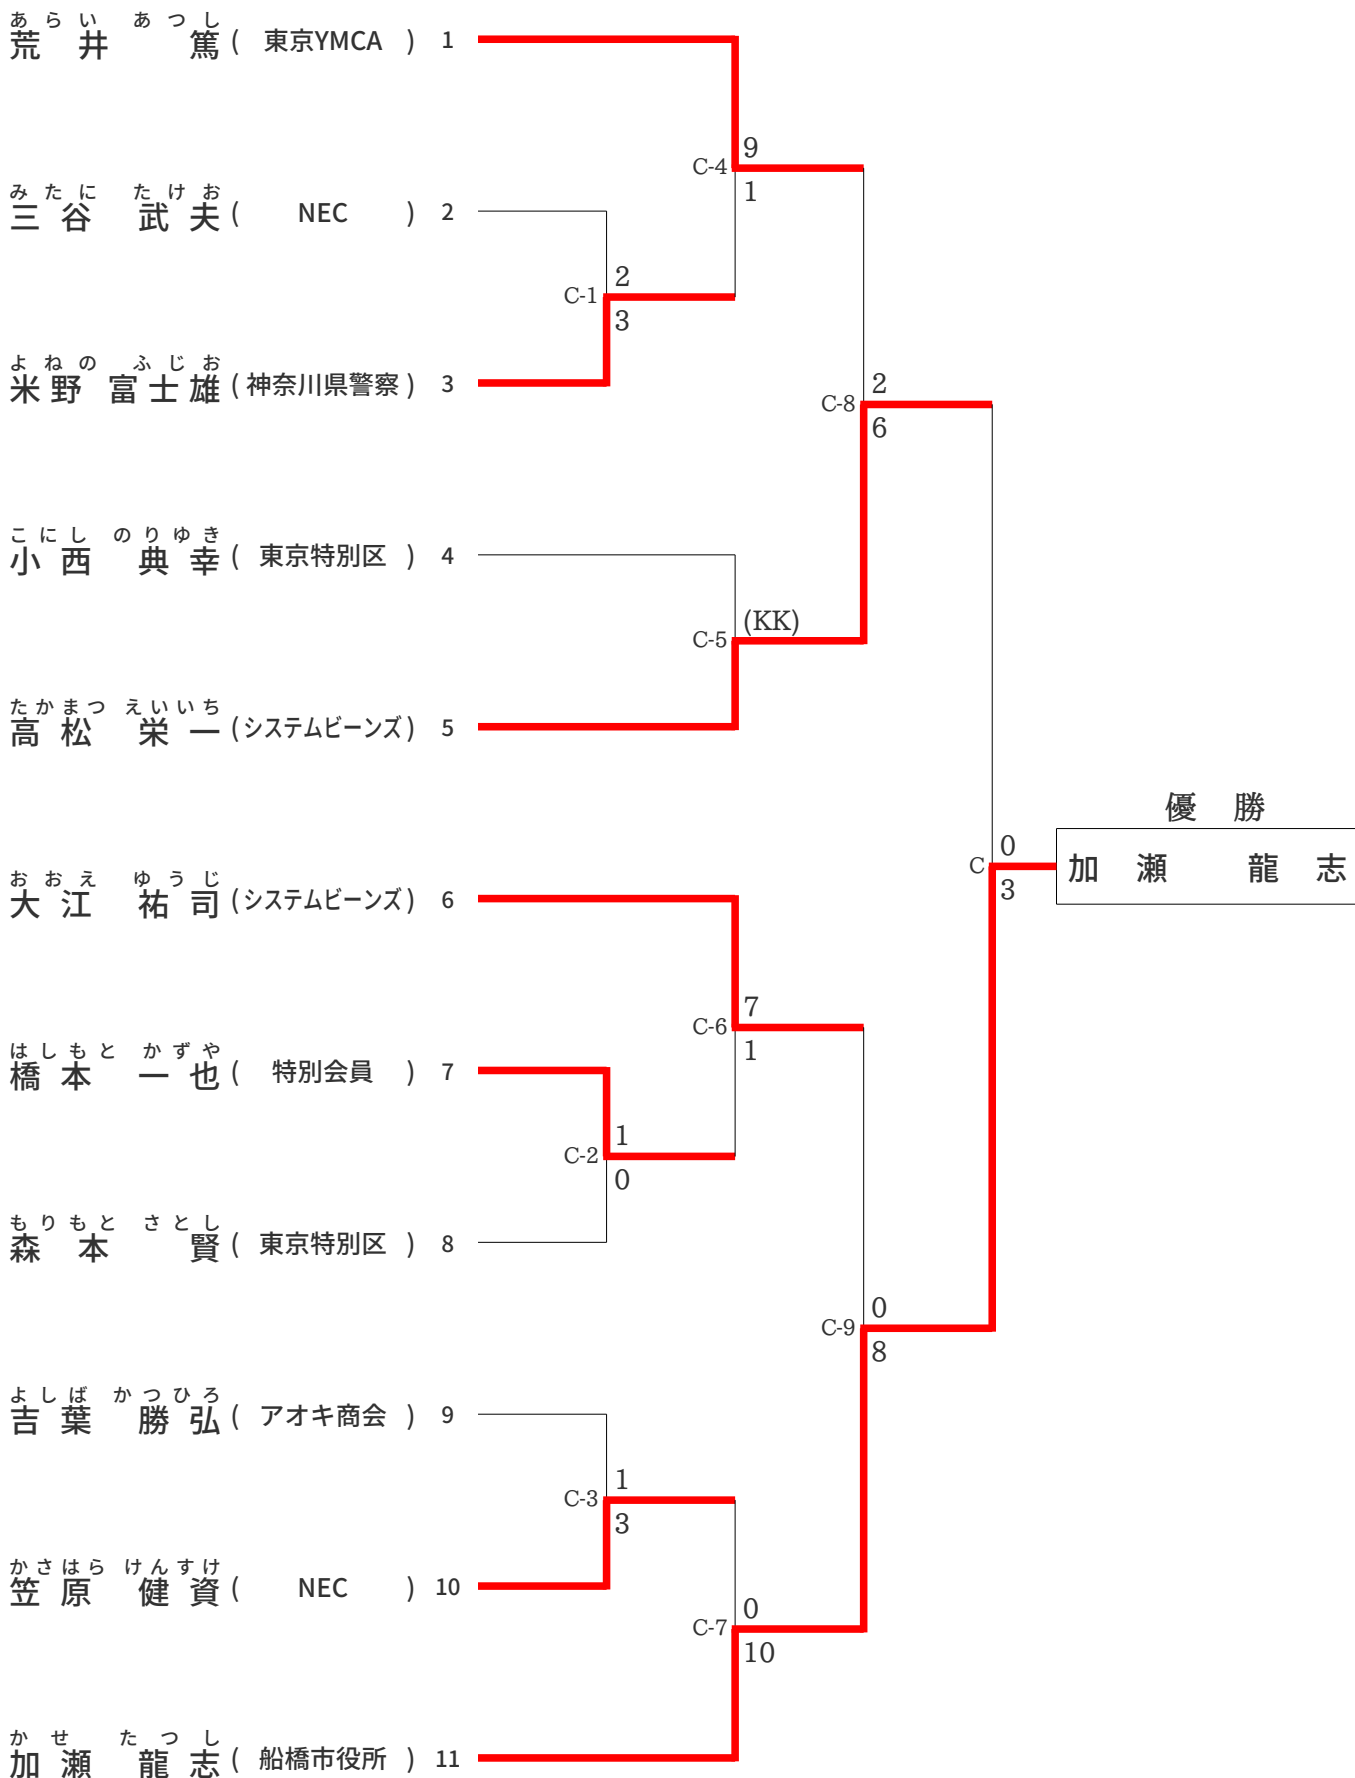 あらい あつし
荒井 篤 ( 東京YMCA ) 1
9
C-4
1
みたに たけお
三谷 武夫 ( NEC ) 2
2
C-1
3
よねの ふじお
米野 富士雄 ( 神奈川県警察 ) 3
2
C-8
6
こにし のりゆき
小西 典幸 ( 東京特別区 ) 4
(KK)
C-5
たかまつ えいいち
高松 栄一 ( システムビーンズ ) 5
優 勝
0
C
加瀬 龍志
3
おおえ ゆうじ
大江 祐司 ( システムビーンズ ) 6
7
C-6
1
はしもと かずや
橋本 一也 ( 特別会員 ) 7
1
C-2
0
もりもと さとし
森本 賢 ( 東京特別区 ) 8
0
C-9
8
よしば かつひろ
吉葉 勝弘 ( アオキ商会 ) 9
1
C-3
3
かさはら けんすけ
笠原 健資 ( NEC ) 10
0
C-7
10
かせ たつし
加瀬 龍志 ( 船橋市役所 ) 11